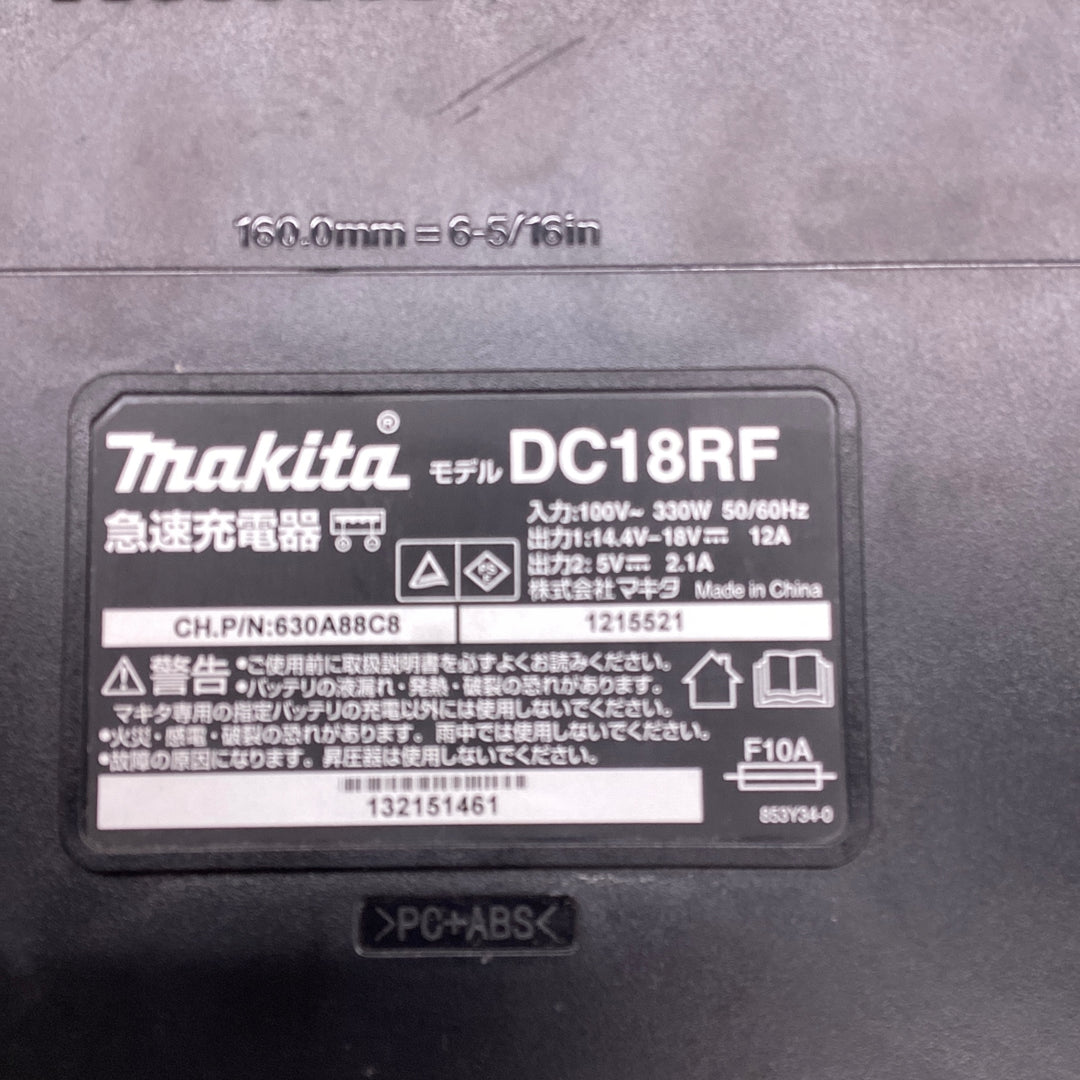 160.0mm = 6-5/16in
makita® モデル DC18RF
急速充電器
入力:100V~ 330W 50/60Hz
出力1:14.4V-18V⎓ 12A
出力2: 5V⎓ 2.1A
株式会社マキタ Made in China
CH.P/N:630A88C8 1215521
⚠警告 •ご使用前に取扱説明書を必ずよくお読みください。
•バッテリの液漏れ・発熱・破裂の恐れがあります。
マキタ専用の指定バッテリの充電以外には使用しないでください。
•火災・感電・破裂の恐れがあります。雨中では使用しないでください。
•故障の原因になります。昇圧器は使用しないでください。
F10A
132151461
853Y34-0
>PC+ABS<